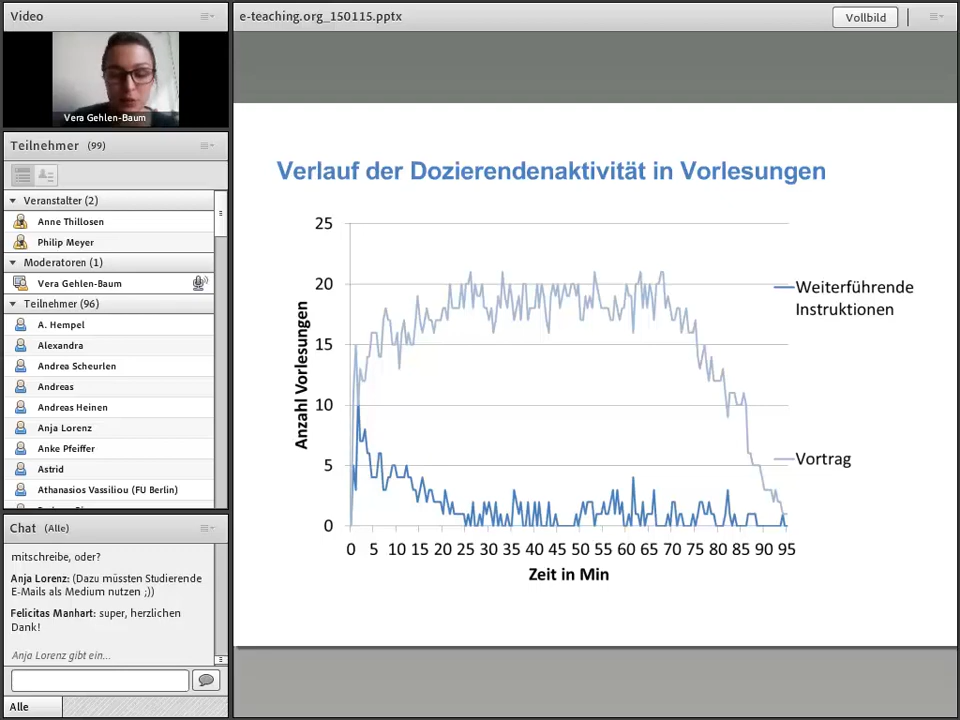 Video
Vera Gehlen-Baum
Teilnehmer (99)
Veranstalter (2)
Anne Thillosen
Philip Meyer
Moderatoren (1)
Vera Gehlen-Baum
Teilnehmer (96)
A. Hempel
Alexandra
Andrea Scheurlen
Andreas
Andreas Heinen
Anja Lorenz
Anke Pfeiffer
Astrid
Athanasios Vassiliou (FU Berlin)
Chat (Alle)
mitschreibe, oder?
Anja Lorenz: (Dazu müssten Studierende
E-Mails als Medium nutzen ;))
Felicitas Manhart: super, herzlichen
Dank!
Anja Lorenz gibt ein...
Alle
e-teaching.org_150115.pptx
Vollbild
Verlauf der Dozierendenaktivität in Vorlesungen
Anzahl Vorlesungen
25
20
15
10
5
0
0 5 10 15 20 25 30 35 40 45 50 55 60 65 70 75 80 85 90 95
Zeit in Min
Weiterführende
Instruktionen
Vortrag